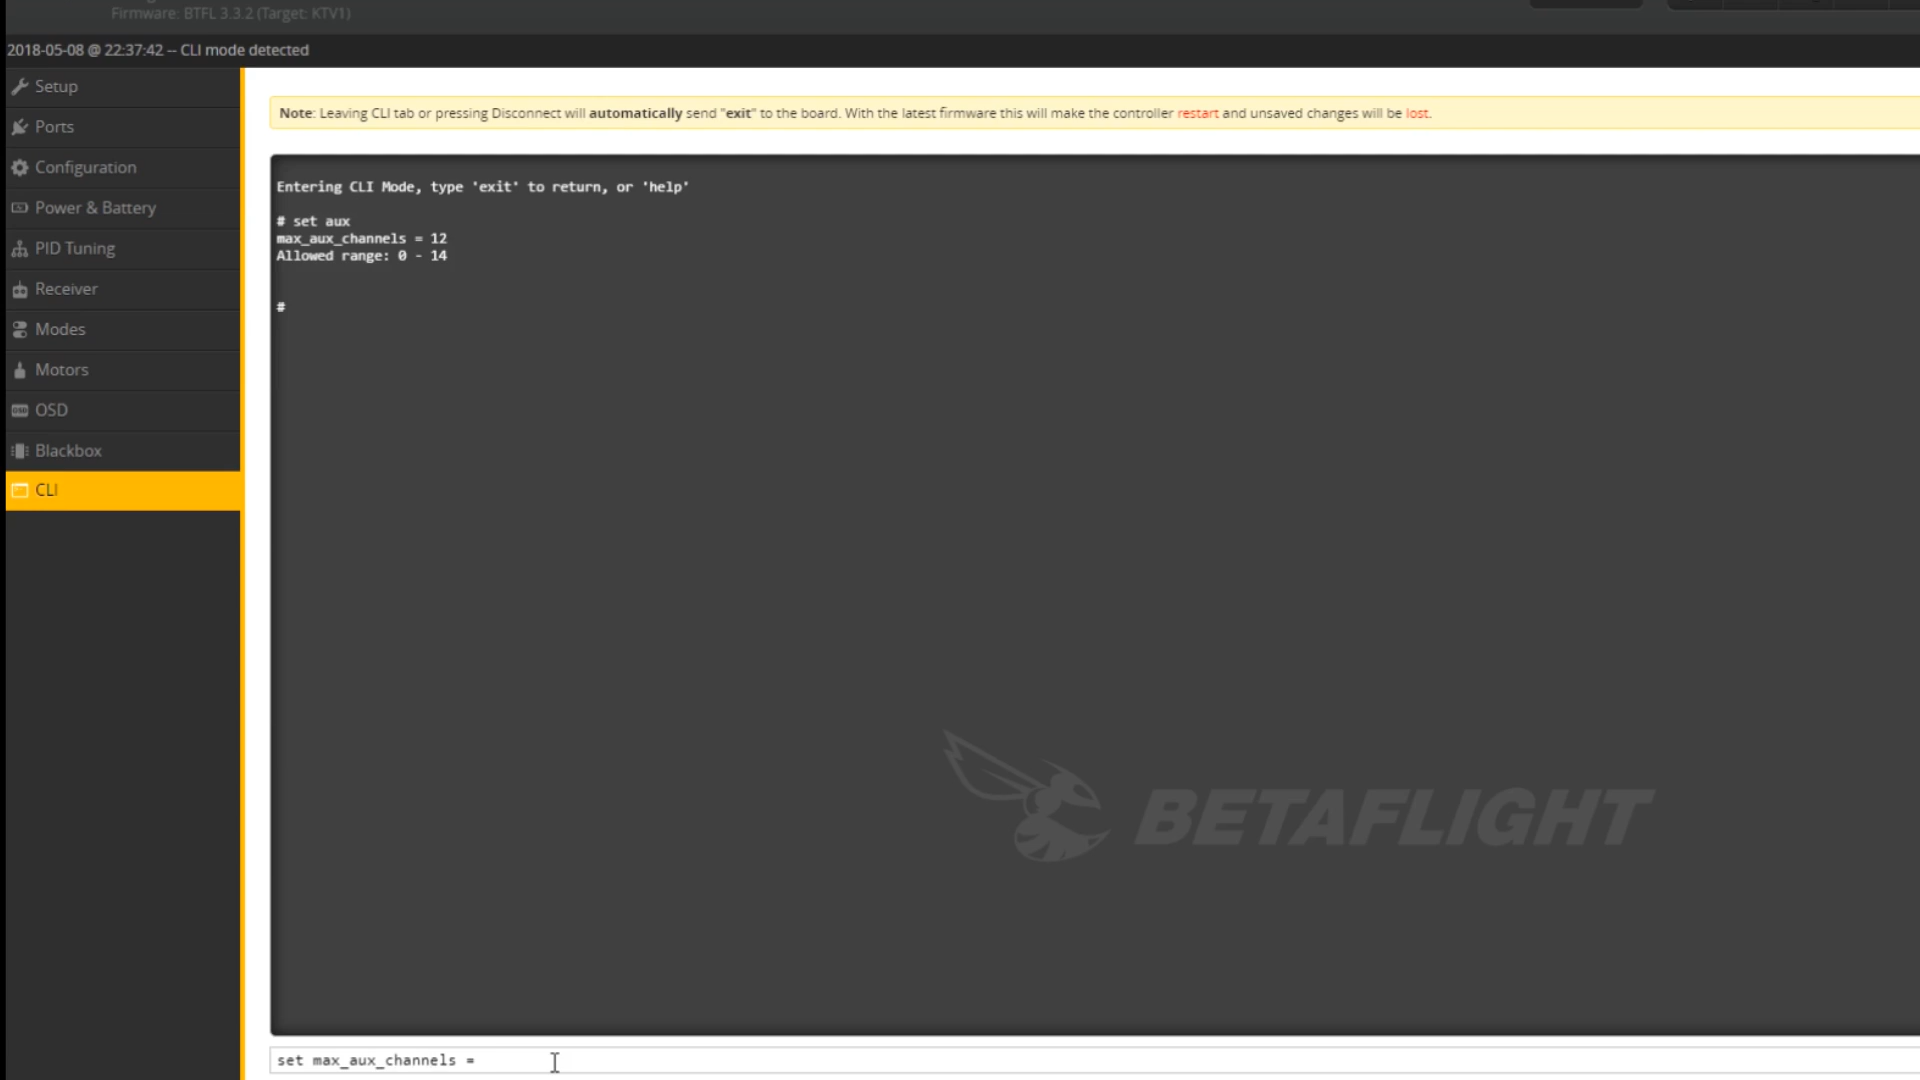 Firmware: BTFL 3.3.2 (Target: KTV1)
2018-05-08 @ 22:37:42 -- CLI mode detected
Setup
Ports
Configuration
Power & Battery
PID Tuning
Receiver
Modes
Motors
OSD
Blackbox
CLI
Note: Leaving CLI tab or pressing Disconnect will automatically send "exit" to the board. With the latest firmware this will make the controller restart and unsaved changes will be lost.
Entering CLI Mode, type 'exit' to return, or 'help'
# set aux
max_aux_channels = 12
Allowed range: 0 - 14
#
BETAFLIGHT
set max_aux_channels =